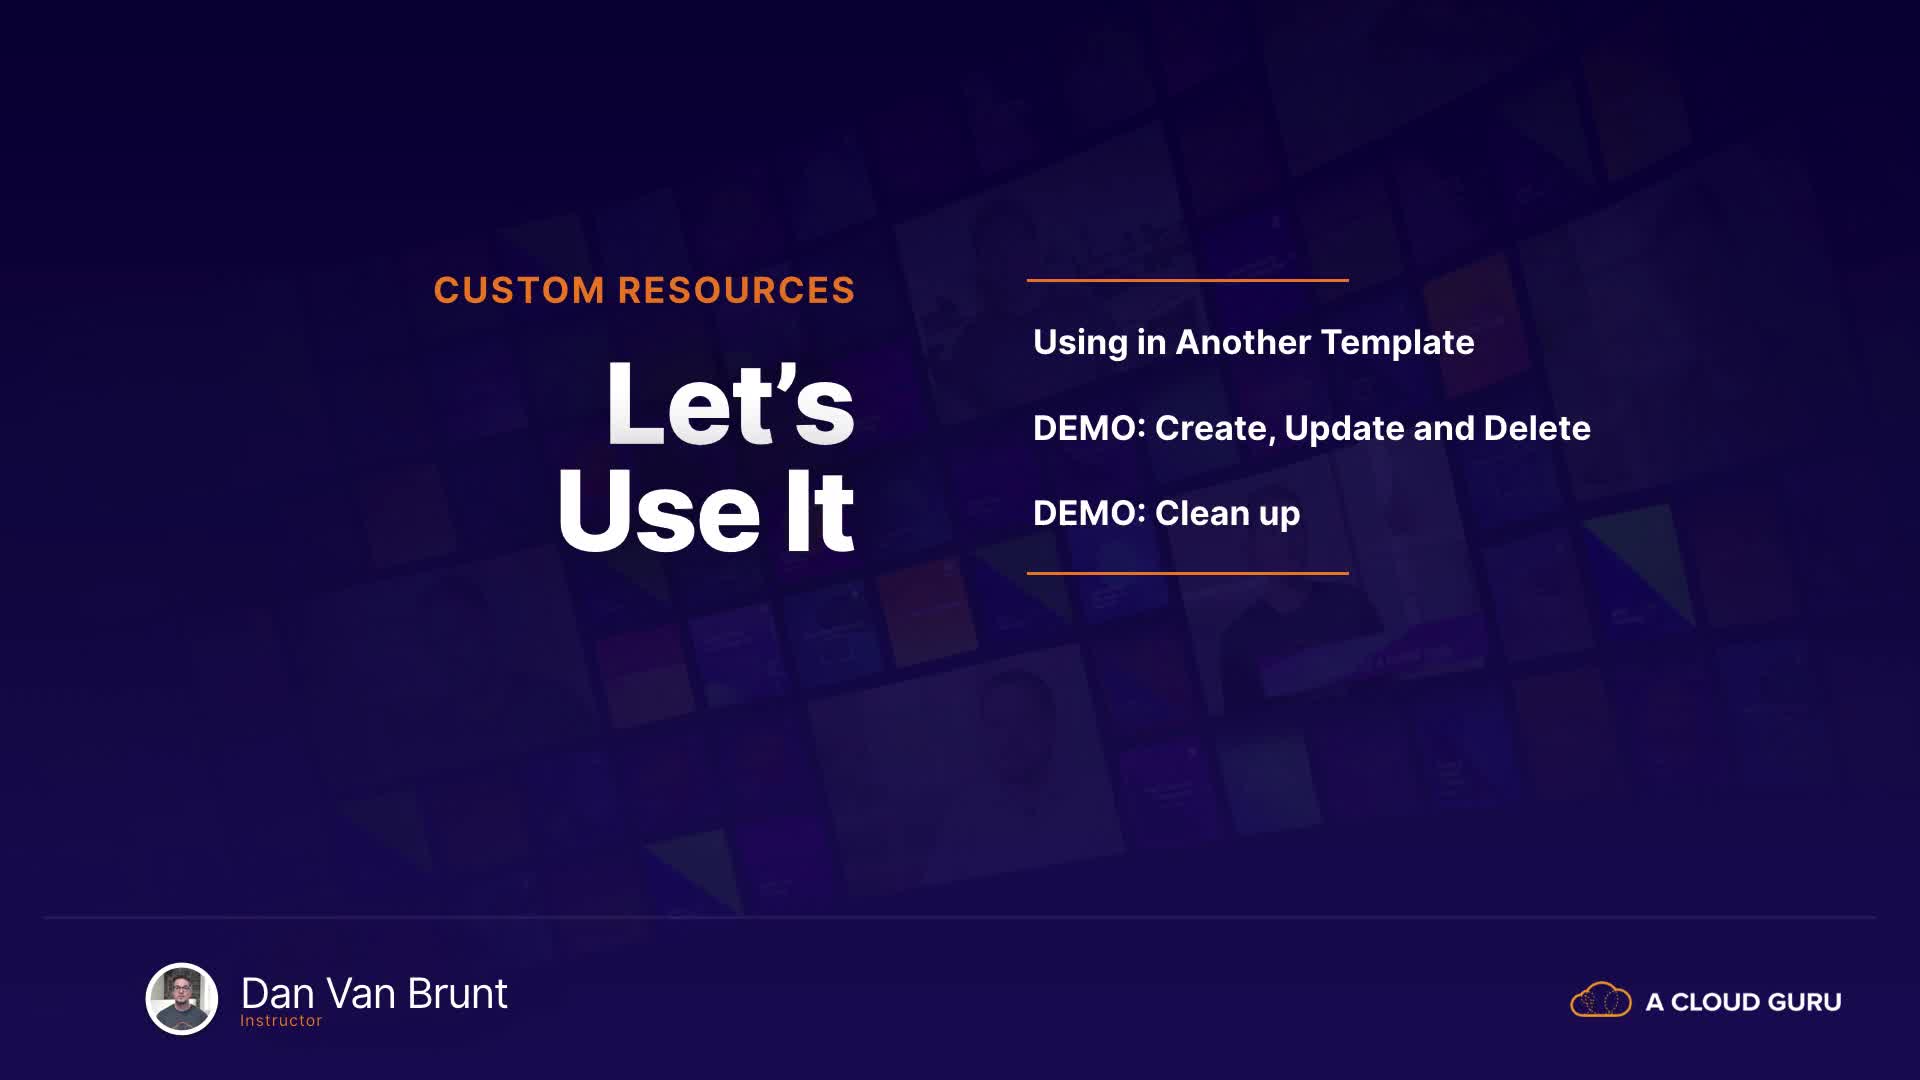 CUSTOM RESOURCES
Let’s
Use It
Using in Another Template
DEMO: Create, Update and Delete
DEMO: Clean up
Dan Van Brunt
Instructor
A CLOUD GURU